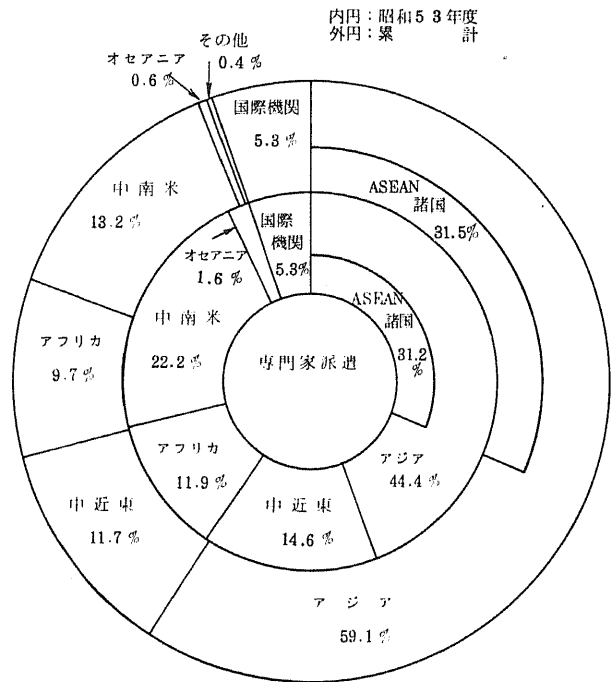 内円：昭和53年度
外円：累計
その他
0.4%
オセアニア
0.6%
国際機関
5.3%
ASEAN
諸国
31.5%
中南米
13.2%
国際
機関
5.3%
オセアニア
1.6%
ASEAN
諸国
31.2
%
中南米
22.2%
専門家派遣
アフリカ
9.7%
アフリカ
11.9%
アジア
44.4%
中近東
14.6%
中近東
11.7%
アジア
59.1%